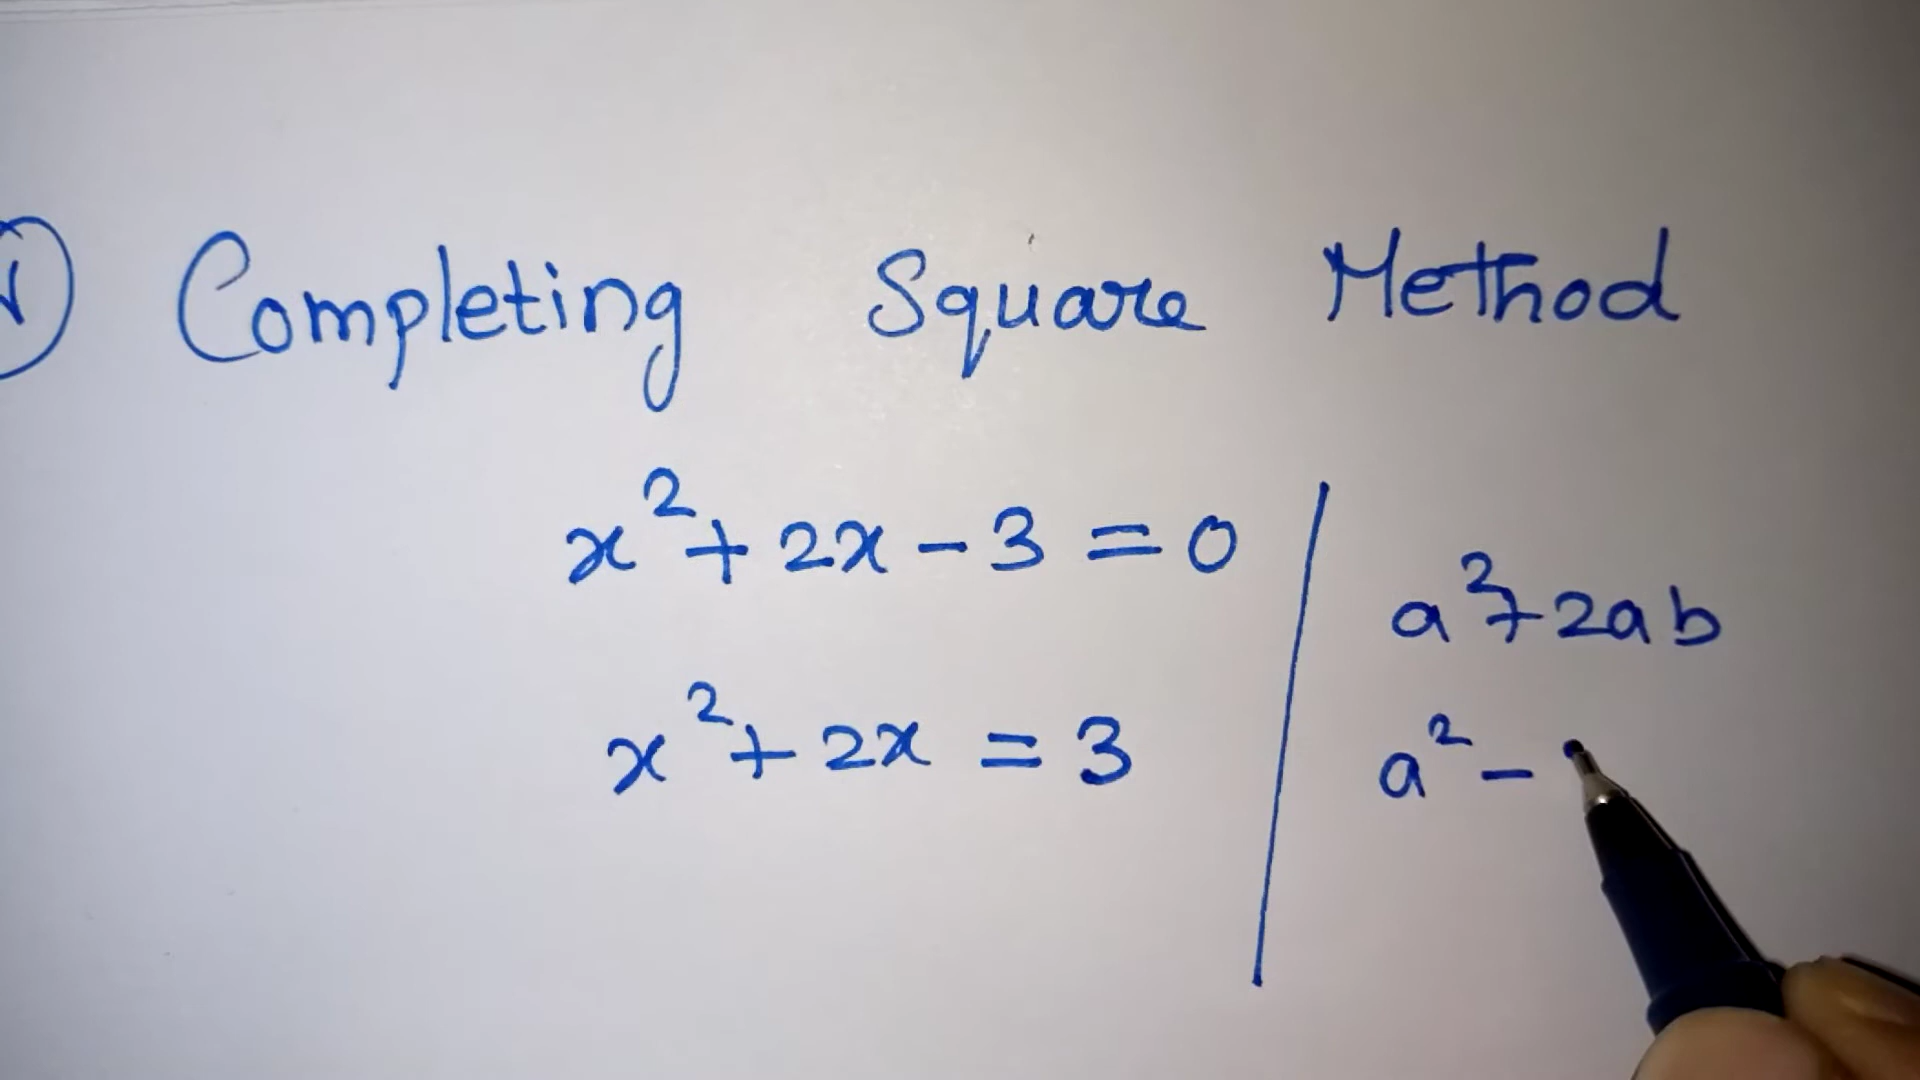 Completing Square Method
x² + 2x - 3 = 0
a² + 2ab
x² + 2x = 3
a² -